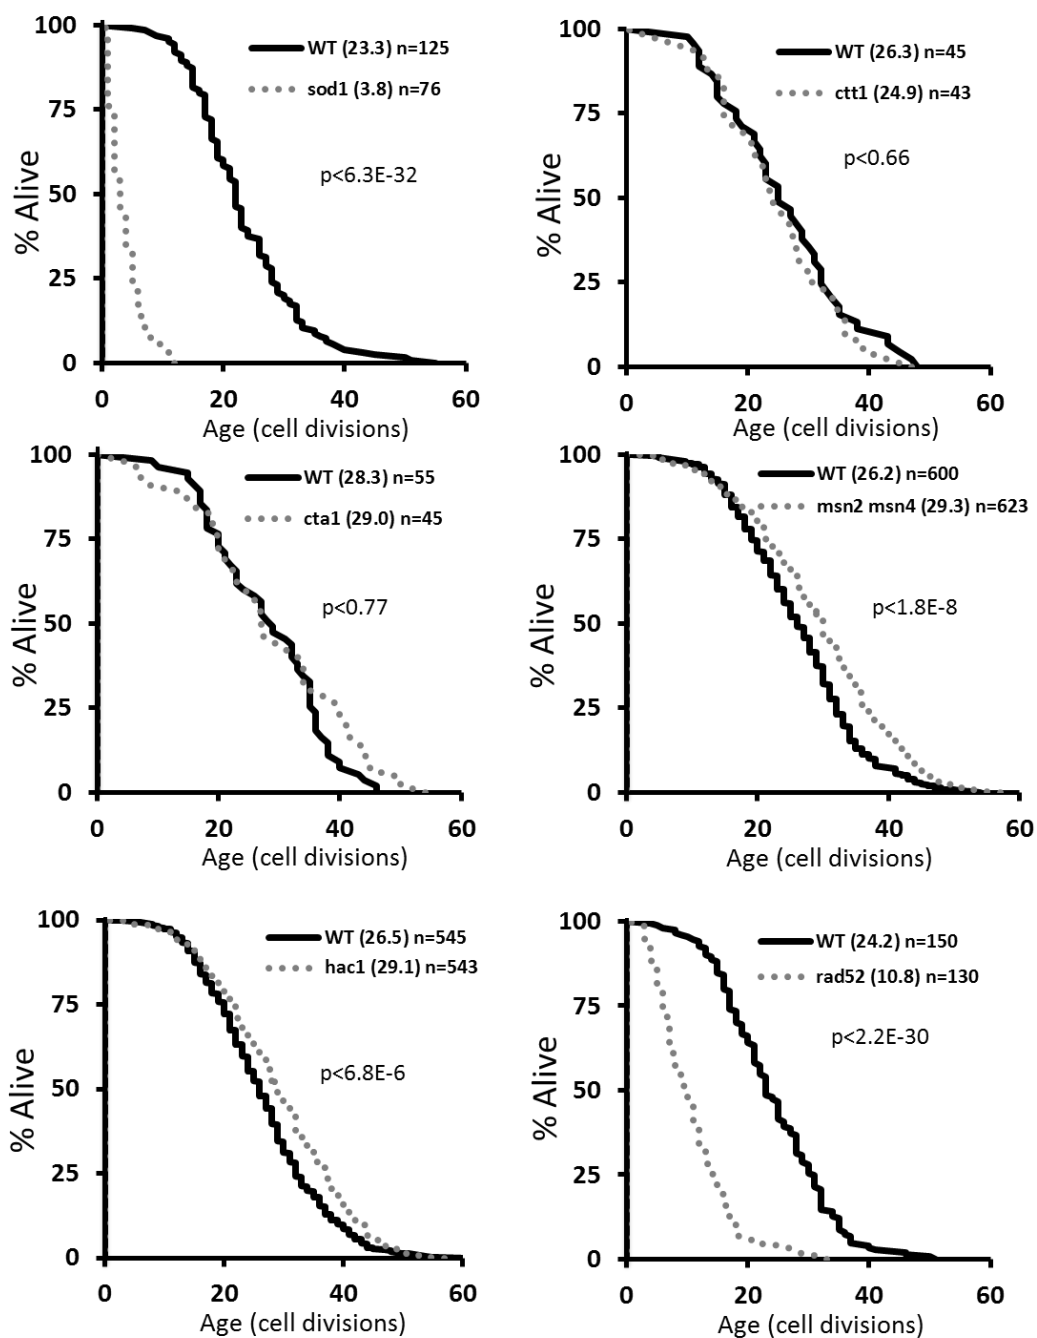 100
75
50
25
0
% Alive
WT (23.3) n=125
sod1 (3.8) n=76
p<6.3E-32
0 20 40 60
Age (cell divisions)
100
75
50
25
0
% Alive
WT (26.3) n=45
ctt1 (24.9) n=43
p<0.66
0 20 40 60
Age (cell divisions)
100
75
50
25
0
% Alive
WT (28.3) n=55
cta1 (29.0) n=45
p<0.77
0 20 40 60
Age (cell divisions)
100
75
50
25
0
% Alive
WT (26.2) n=600
msn2 msn4 (29.3) n=623
p<1.8E-8
0 20 40 60
Age (cell divisions)
100
75
50
25
0
% Alive
WT (26.5) n=545
hac1 (29.1) n=543
p<6.8E-6
0 20 40 60
Age (cell divisions)
100
75
50
25
0
% Alive
WT (24.2) n=150
rad52 (10.8) n=130
p<2.2E-30
0 20 40 60
Age (cell divisions)